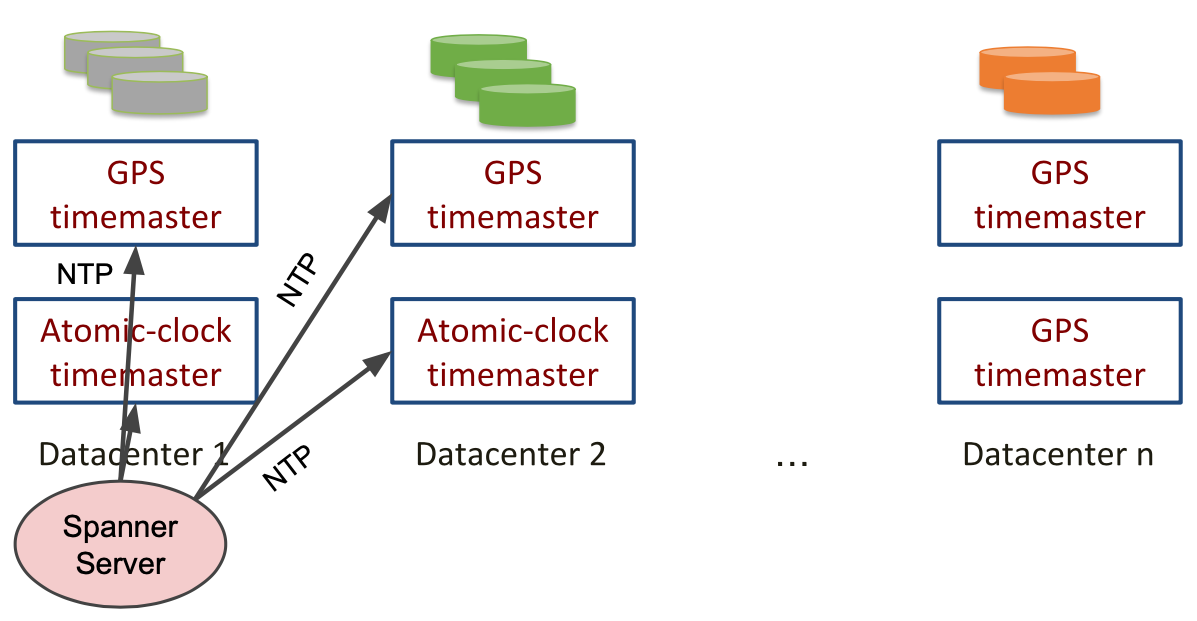 GPS
timemaster
GPS
timemaster
GPS
timemaster
NTP
NTP
Atomic-clock
timemaster
Atomic-clock
timemaster
GPS
timemaster
Datacenter 1
Datacenter 2
...
Datacenter n
NTP
Spanner
Server